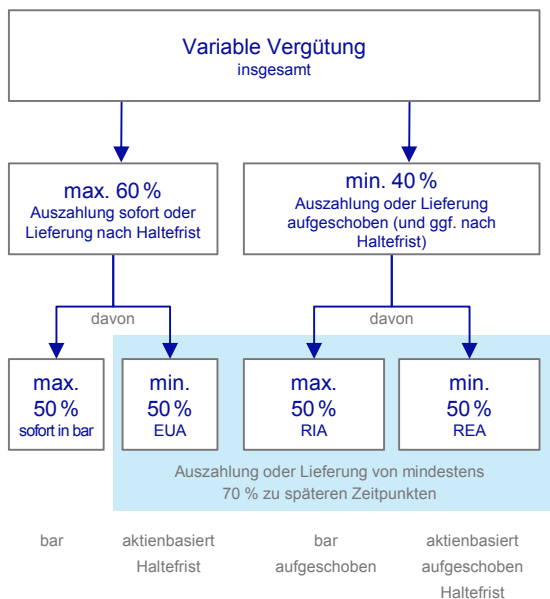 Variable Vergütung
insgesamt
max. 60 %
Auszahlung sofort oder
Lieferung nach Haltefrist
min. 40 %
Auszahlung oder Lieferung
aufgeschoben (und ggf. nach
Haltefrist)
davon
davon
max.
50 %
sofort in bar
min.
50 %
EUA
max.
50 %
RIA
min.
50 %
REA
Auszahlung oder Lieferung von mindestens
70 % zu späteren Zeitpunkten
bar
aktienbasiert
Haltefrist
bar
aufgeschoben
aktienbasiert
aufgeschoben
Haltefrist